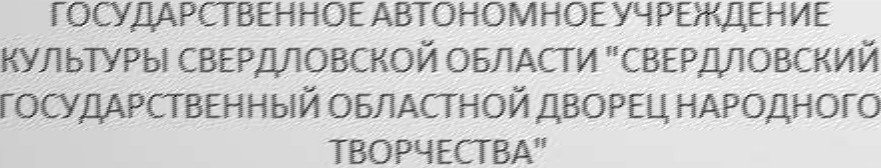 ГОСУДАРСТВЕННОЕ АВТОНОМНОЕ УЧРЕЖДЕНИЕ
КУЛЬТУРЫ СВЕРДЛОВСКОЙ ОБЛАСТИ "СВЕРДЛОВСКИЙ
ГОСУДАРСТВЕННЫЙ ОБЛАСТНОЙ ДВОРЕЦ НАРОДНОГО
ТВОРЧЕСТВА"